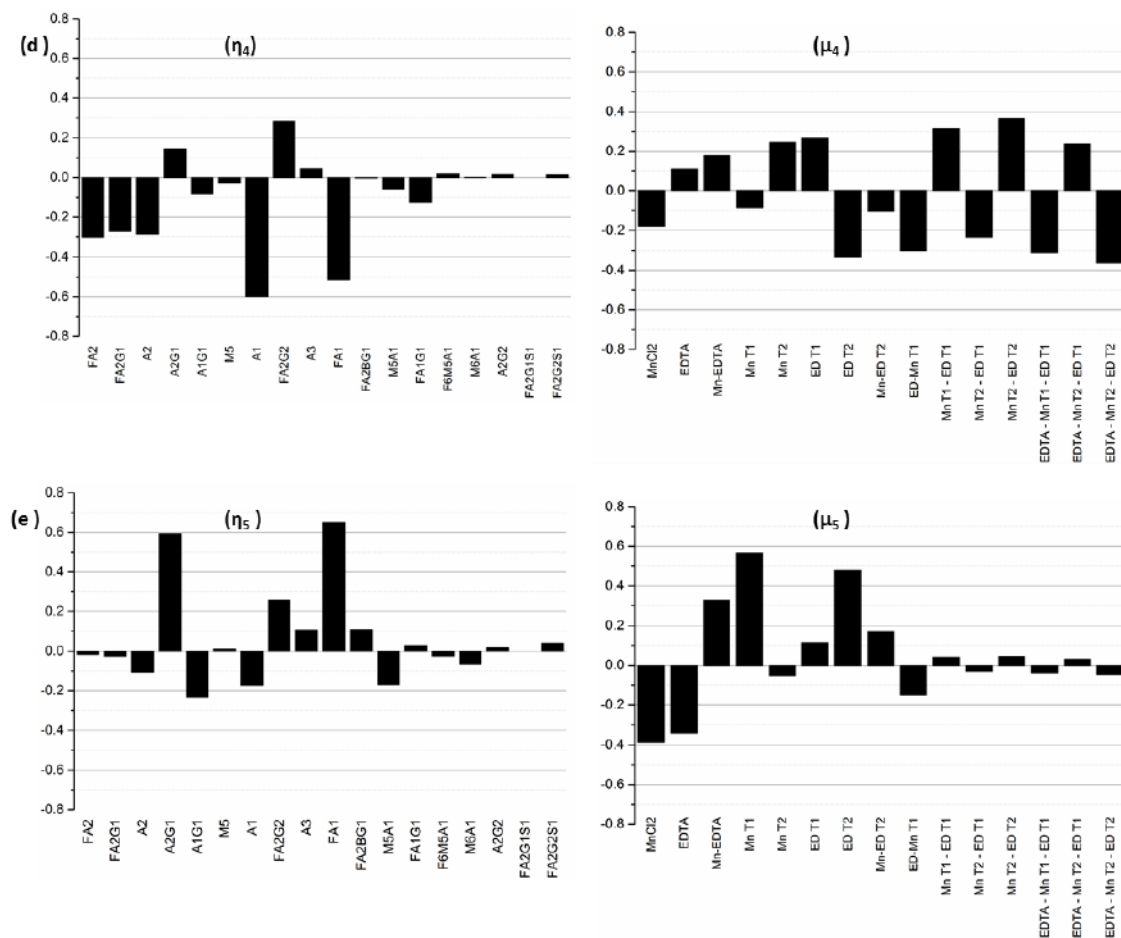 (d)
(η4)
0.8
0.6
0.4
0.2
0.0
-0.2
-0.4
-0.6
-0.8
FA2
FA2G1
A2
A2G1
A1G1
M5
A1
FA2G2
A3
FA1
FA2BG1
M5A1
FA1G1
F6M5A1
M6A1
A2G2
FA2G1S1
FA2G2S1
(μ4)
0.8
0.6
0.4
0.2
0.0
-0.2
-0.4
-0.6
-0.8
MnCl2
EDTA
Mn-EDTA
Mn T1
Mn T2
ED T1
ED T2
Mn-ED T2
ED-Mn T1
Mn T1 - ED T1
Mn T2 - ED T1
Mn T2 - ED T2
EDTA - Mn T1 - ED T1
EDTA - Mn T2 - ED T1
EDTA - Mn T2 - ED T2
(e)
(η5)
0.8
0.6
0.4
0.2
0.0
-0.2
-0.4
-0.6
-0.8
FA2
FA2G1
A2
A2G1
A1G1
M5
A1
FA2G2
A3
FA1
FA2BG1
M5A1
FA1G1
F6M5A1
M6A1
A2G2
FA2G1S1
FA2G2S1
(μ5)
0.8
0.6
0.4
0.2
0.0
-0.2
-0.4
-0.6
-0.8
MnCl2
EDTA
Mn-EDTA
Mn T1
Mn T2
ED T1
ED T2
Mn-ED T2
ED-Mn T1
Mn T1 - ED T1
Mn T2 - ED T1
Mn T2 - ED T2
EDTA - Mn T1 - ED T1
EDTA - Mn T2 - ED T1
EDTA - Mn T2 - ED T2